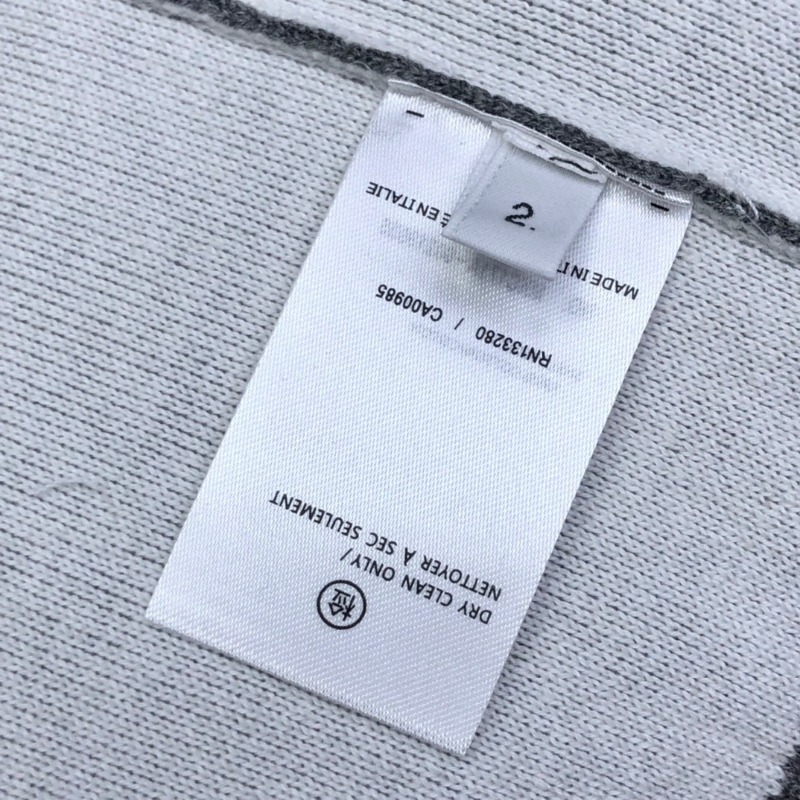 2.
DRY CLEAN ONLY/
NETTOYER À SEC SEULEMENT
RN133280 / CA00985
MADE IN
EN ITALIE